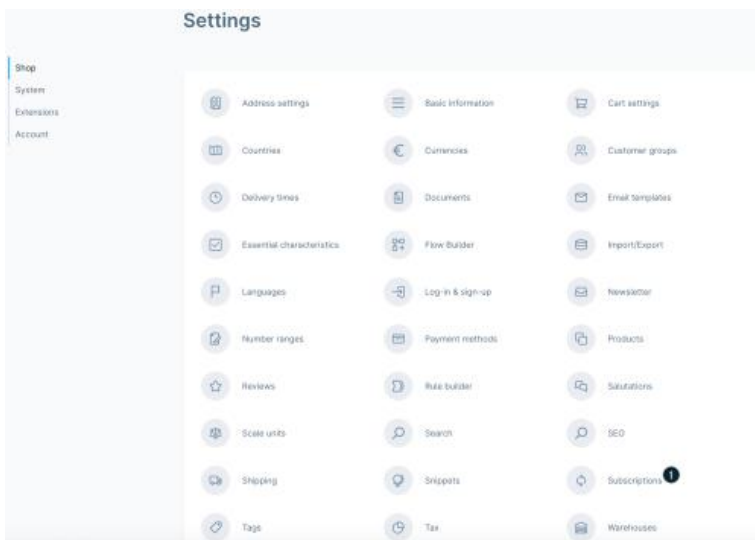 Settings
Shop
System
Extensions
Account
Address settings
Basic information
Cart settings
Countries
Currencies
Customer groups
Delivery times
Documents
Email templates
Essential characteristics
Flow Builder
Import/Export
Languages
Log-in & sign-up
Newsletter
Number ranges
Payment methods
Products
Reviews
Rule builder
Salutations
Scale units
Search
SEO
Shipping
Snippets
Subscriptions 1
Tags
Tax
Warehouses